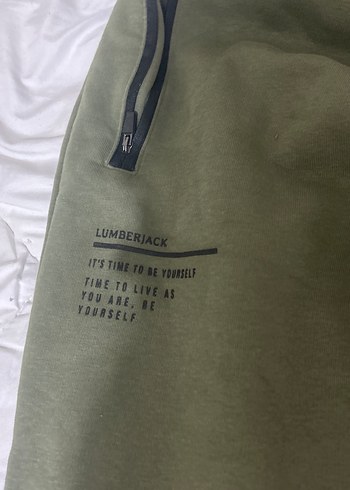 LUMBERJACK
IT'S TIME TO BE YOURSELF
TIME TO LIVE AS
YOU ARE, BE
YOURSELF